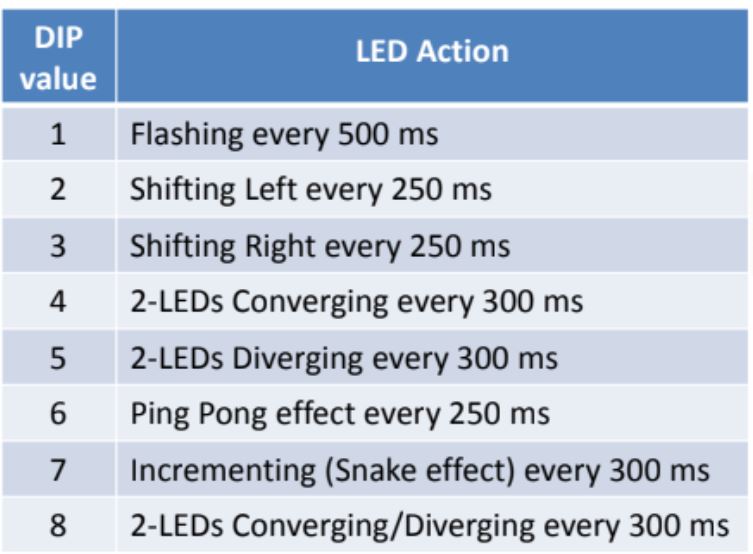 DIP value LED Action
1 Flashing every 500 ms
2 Shifting Left every 250 ms
3 Shifting Right every 250 ms
4 2-LEDs Converging every 300 ms
5 2-LEDs Diverging every 300 ms
6 Ping Pong effect every 250 ms
7 Incrementing (Snake effect) every 300 ms
8 2-LEDs Converging/Diverging every 300 ms